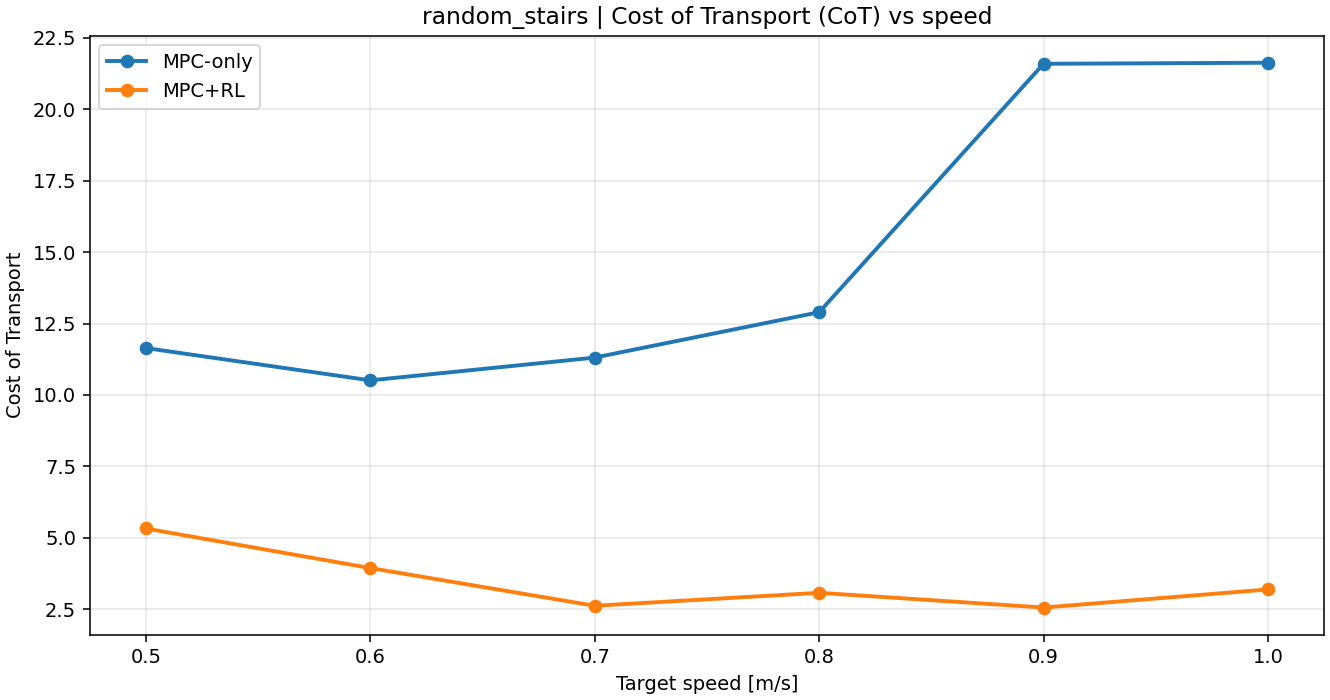 random_stairs | Cost of Transport (CoT) vs speed
MPC-only
MPC+RL
Cost of Transport
22.5
20.0
17.5
15.0
12.5
10.0
7.5
5.0
2.5
0.5 0.6 0.7 0.8 0.9 1.0
Target speed [m/s]